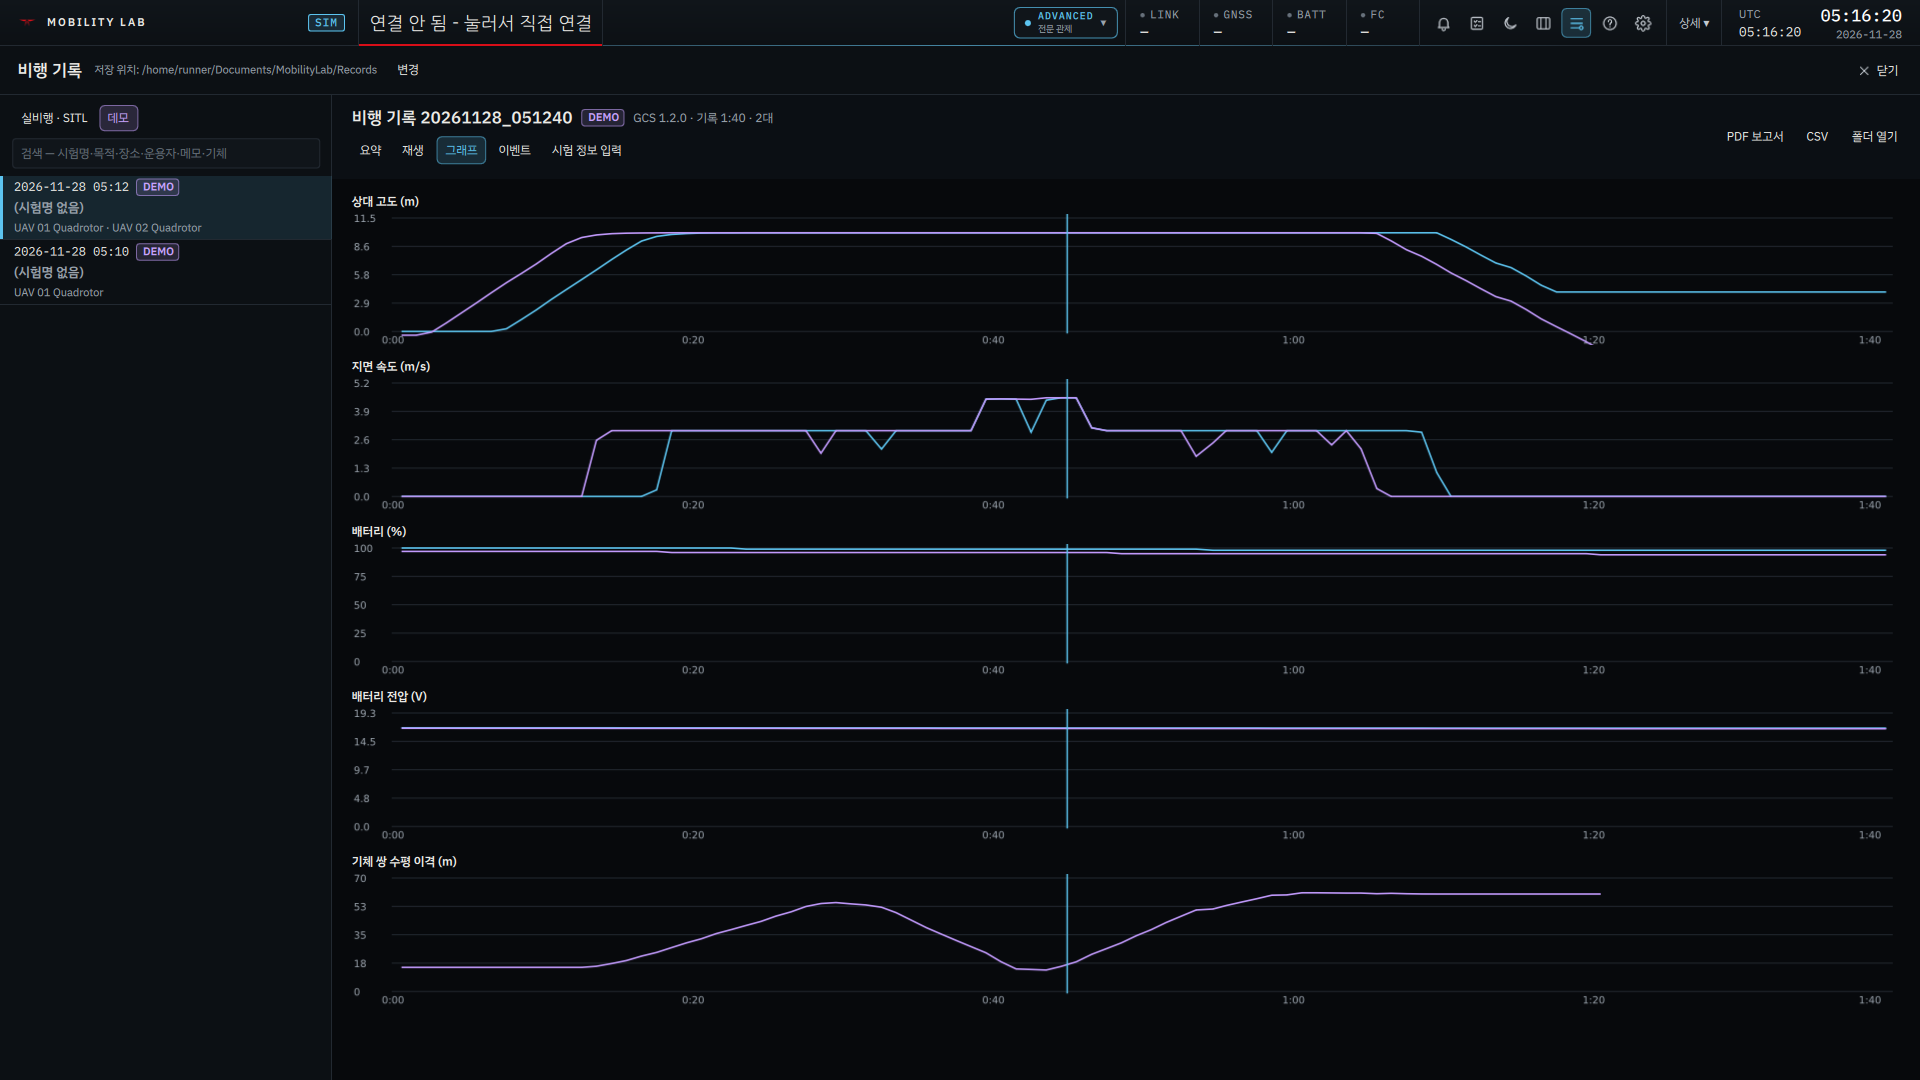 MOBILITY LAB
SIM
연결 안 됨 - 눌러서 직접 연결
ADVANCED
전문 관제
▾
LINK
–
GNSS
–
BATT
–
FC
–
상세 ▾
UTC
05:16:20
05:16:20
2026-11-28
비행 기록
저장 위치: /home/runner/Documents/MobilityLab/Records
변경
닫기
실비행 · SITL
데모
검색 — 시험명·목적·장소·운용자·메모·기체
2026-11-28 05:12 DEMO
(시험명 없음)
UAV 01 Quadrotor · UAV 02 Quadrotor
2026-11-28 05:10 DEMO
(시험명 없음)
UAV 01 Quadrotor
비행 기록 20261128_051240 DEMO GCS 1.2.0 · 기록 1:40 · 2대
요약 재생 그래프 이벤트 시험 정보 입력
PDF 보고서 CSV 폴더 열기
상대 고도 (m)
11.5
8.6
5.8
2.9
0.0
0:00 0:20 0:40 1:00 1:20 1:40
지면 속도 (m/s)
5.2
3.9
2.6
1.3
0.0
0:00 0:20 0:40 1:00 1:20 1:40
배터리 (%)
100
75
50
25
0
0:00 0:20 0:40 1:00 1:20 1:40
배터리 전압 (V)
19.3
14.5
9.7
4.8
0.0
0:00 0:20 0:40 1:00 1:20 1:40
기체 쌍 수평 이격 (m)
70
53
35
18
0
0:00 0:20 0:40 1:00 1:20 1:40